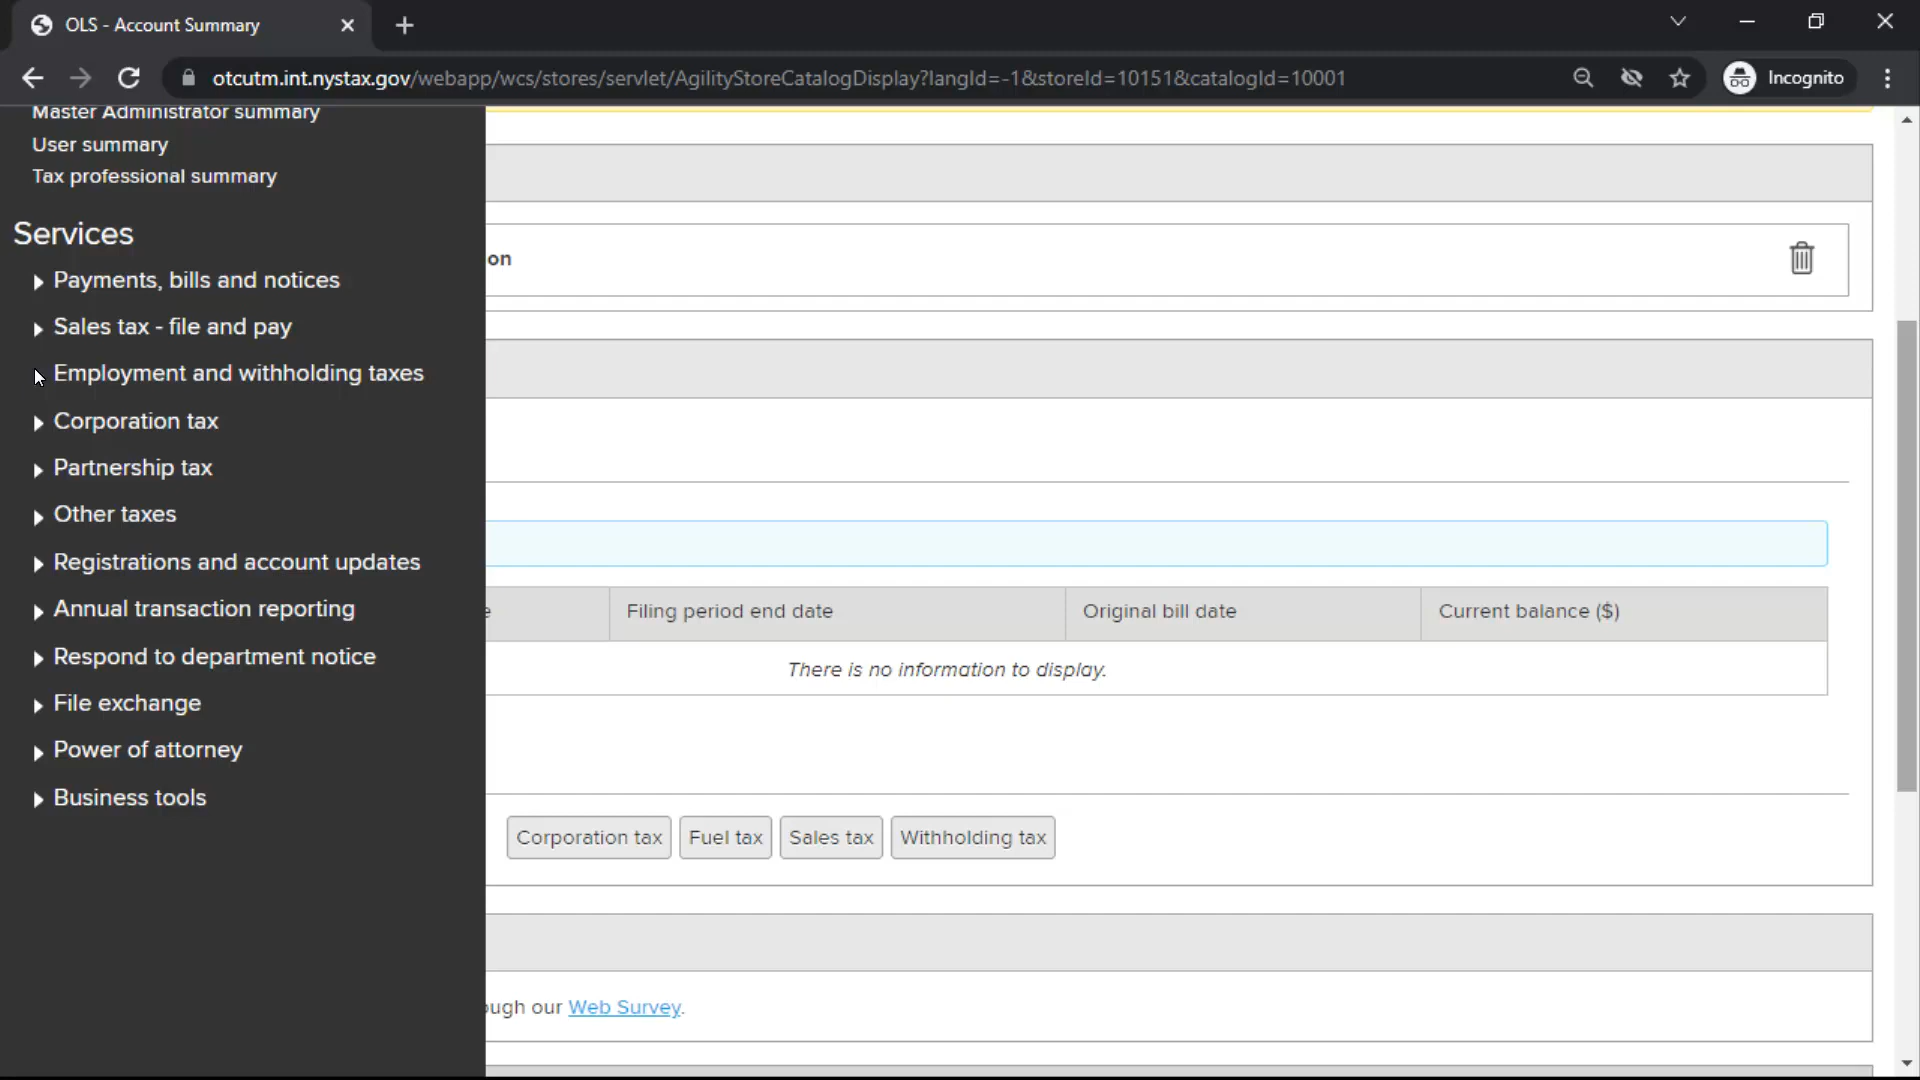 OLS - Account Summary
otcutm.int.nystax.gov/webapp/wcs/stores/servlet/AgilityStoreCatalogDisplay?langId=-1&storeId=10151&catalogId=10001
Incognito
Master Administrator summary
User summary
Tax professional summary
Services
Payments, bills and notices
Sales tax - file and pay
Employment and withholding taxes
Corporation tax
Partnership tax
Other taxes
Registrations and account updates
Annual transaction reporting
Respond to department notice
File exchange
Power of attorney
Business tools
on
Filing period end date Original bill date Current balance ($)
There is no information to display.
Corporation tax Fuel tax Sales tax Withholding tax
ough our Web Survey.